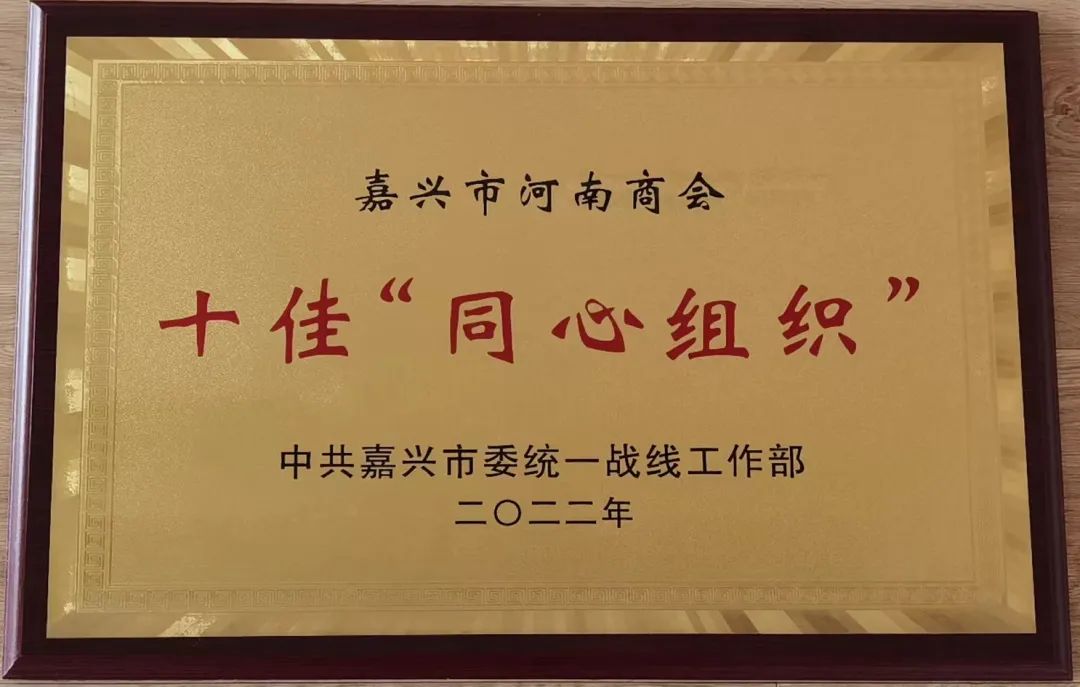 嘉兴市河南商会
十佳“同心组织”
中共嘉兴市委统一战线工作部
二〇二二年